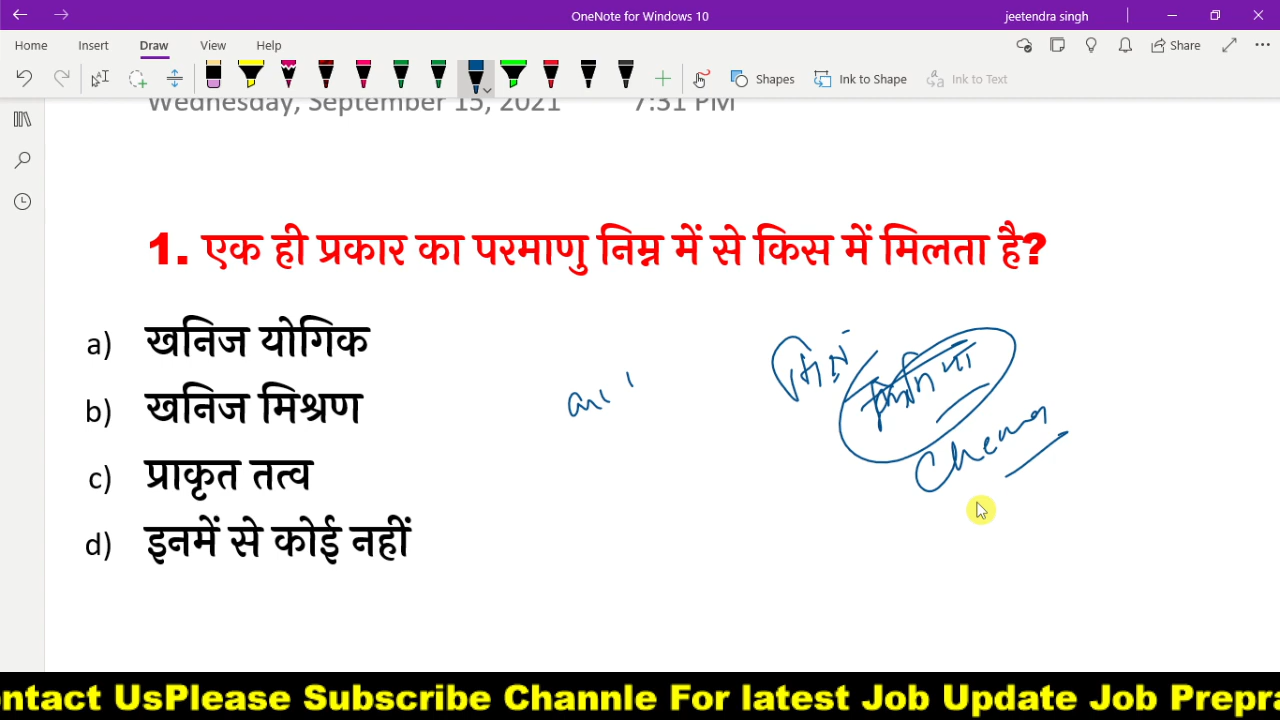 OneNote for Windows 10
jeetendra singh
Home Insert Draw View Help
Share
Shapes Ink to Shape Ink to Text
Wednesday, September 15, 2021 7:31 PM
1. एक ही प्रकार का परमाणु निम्न में से किस में मिलता है?
a) खनिज योगिक
b) खनिज मिश्रण
c) प्राकृत तत्व
d) इनमें से कोई नहीं
ontact UsPlease Subscribe Channle For latest Job Update Job Prepra